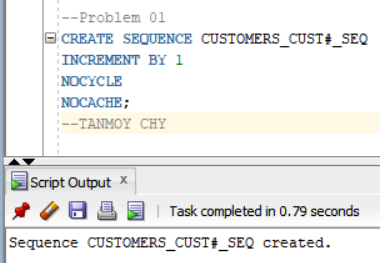 --Problem 01
CREATE SEQUENCE CUSTOMERS_CUST#_SEQ
INCREMENT BY 1
NOCYCLE
NOCACHE;
--TANMOY CHY
Script Output x
Task completed in 0.79 seconds
Sequence CUSTOMERS_CUST#_SEQ created.